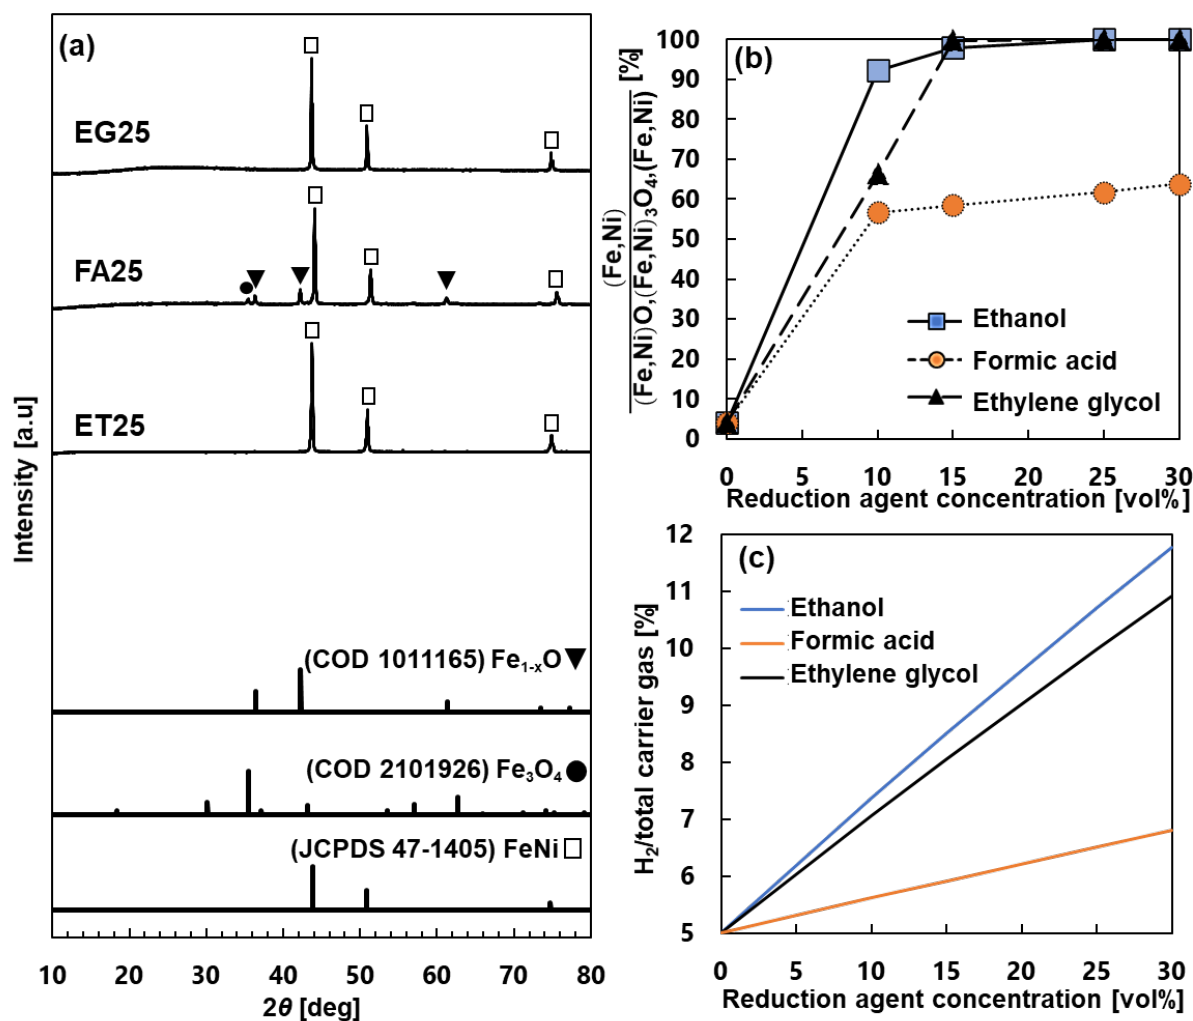 (a)
EG25
FA25
ET25
(COD 1011165) Fe1-xO
(COD 2101926) Fe3O4
(JCPDS 47-1405) FeNi
Intensity [a.u]
10 20 30 40 50 60 70 80
2θ [deg]
(b)
(Fe,Ni)
(Fe,Ni)O,(Fe,Ni)3O4,(Fe,Ni)
[%]
100
90
80
70
60
50
40
30
20
10
0
Ethanol
Formic acid
Ethylene glycol
0 5 10 15 20 25 30
Reduction agent concentration [vol%]
(c)
H2/total carrier gas [%]
12
11
10
9
8
7
6
5
Ethanol
Formic acid
Ethylene glycol
0 5 10 15 20 25 30
Reduction agent concentration [vol%]